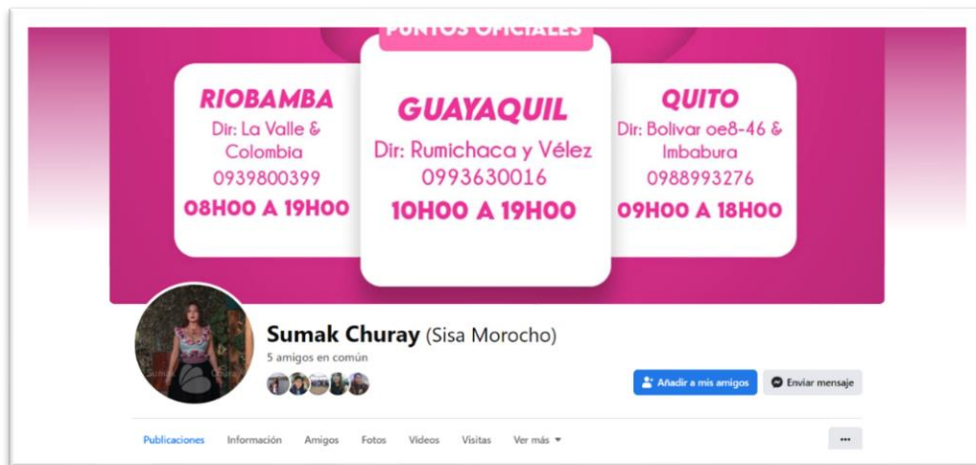 PUNTOS OFICIALES
RIOBAMBA
Dir: La Valle &
Colombia
0939800399
08H00 A 19H00
GUAYAQUIL
Dir: Rumichaca y Vélez
0993630016
10H00 A 19H00
QUITO
Dir: Bolivar oe8-46 &
Imbabura
0988993276
09H00 A 18H00
Sumak Churay
Sumak Churay (Sisa Morocho)
5 amigos en común
Añadir a mis amigos
Enviar mensaje
Publicaciones Información Amigos Fotos Videos Visitas Ver más